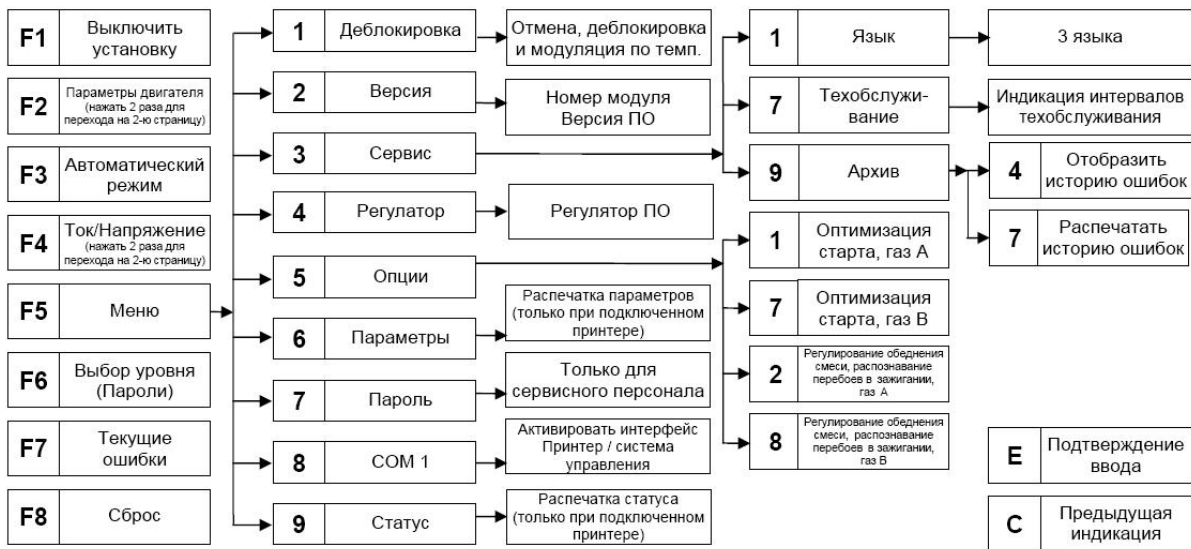 F1
Выключить
установку
F2
Параметры двигателя
(нажать 2 раза для
перехода на 2-ю страницу)
F3
Автоматический
режим
F4
Ток/Напряжение
(нажать 2 раза для
перехода на 2-ю страницу)
F5
Меню
F6
Выбор уровня
(Пароли)
F7
Текущие
ошибки
F8
Сброс
1
Деблокировка
2
Версия
3
Сервис
4
Регулатор
5
Опции
6
Параметры
7
Пароль
8
COM 1
9
Статус
Отмена, деблокировка
и модуляция по темп.
Номер модуля
Версия ПО
Регулятор ПО
Распечатка параметров
(только при подключенном
принтере)
Только для
сервисного персонала
Активировать интерфейс
Принтер / система
управления
Распечатка статуса
(только при подключенном
принтере)
1
Язык
7
Техобслужи-
вание
9
Архив
1
Оптимизация
старта, газ А
7
Оптимизация
старта, газ В
2
Регулирование обеднения
смеси, распознавание
перебоев в зажигании,
газ А
8
Регулирование обеднения
смеси, распознавание
перебоев в зажигании,
газ В
3 языка
Индикация интервалов
техобслуживания
4
Отобразить
историю ошибок
7
Распечатать
историю ошибок
E
Подтверждение
ввода
C
Предыдущая
индикация